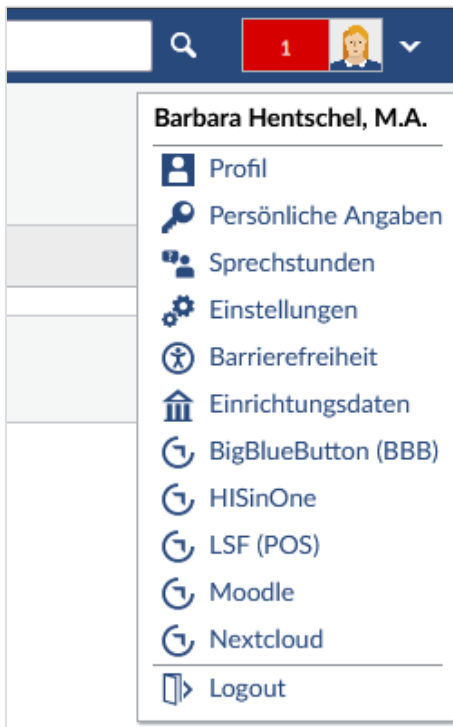 1
Barbara Hentschel, M.A.
Profil
Persönliche Angaben
Sprechstunden
Einstellungen
Barrierefreiheit
Einrichtungsdaten
BigBlueButton (BBB)
HISinOne
LSF (POS)
Moodle
Nextcloud
Logout